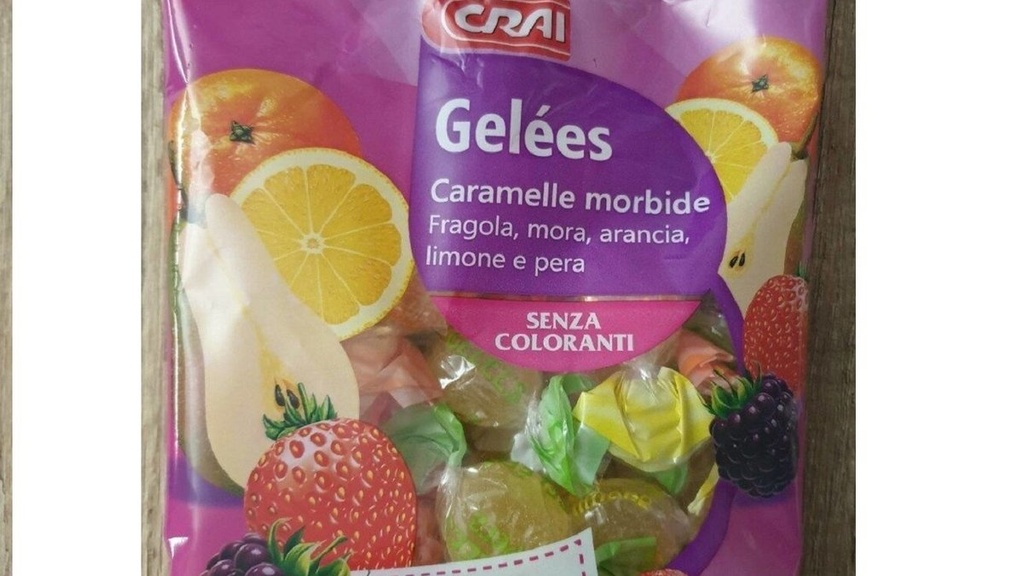 CRAI
Gelées
Caramelle morbide
Fragola, mora, arancia,
limone e pera
SENZA
COLORANTI